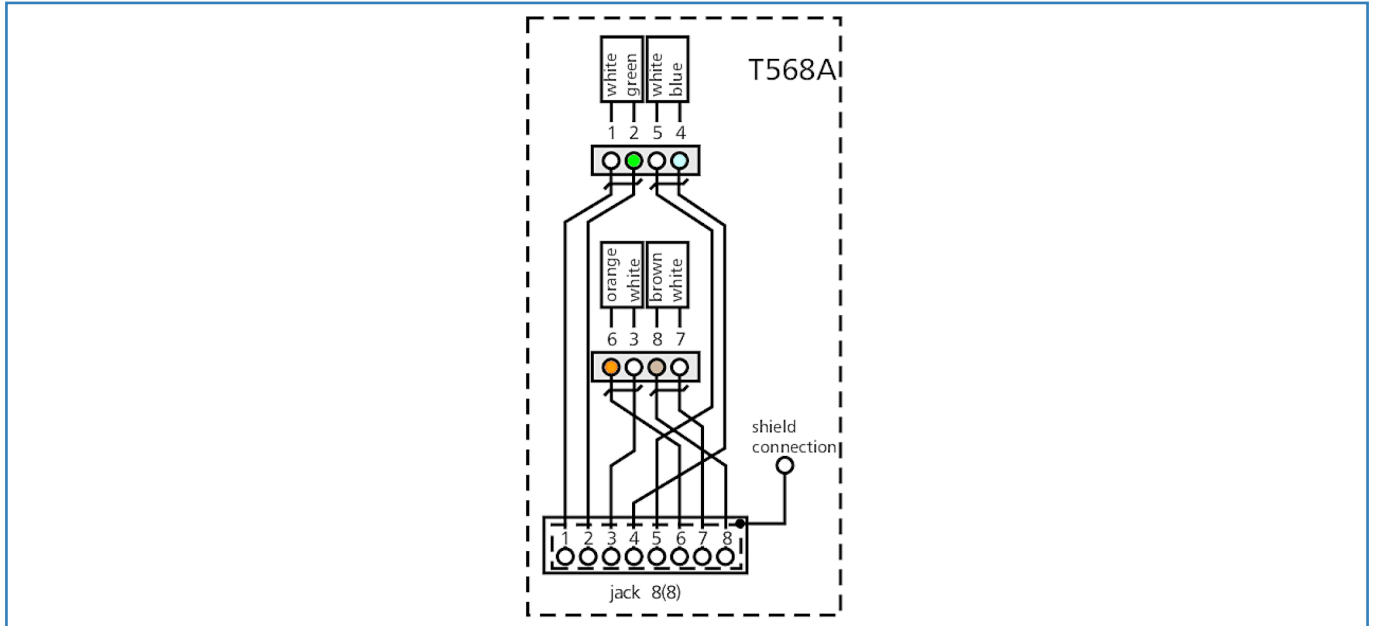 T568A
white green white blue
1 2 5 4
orange white brown white
6 3 8 7
shield
connection
1 2 3 4 5 6 7 8
jack 8(8)